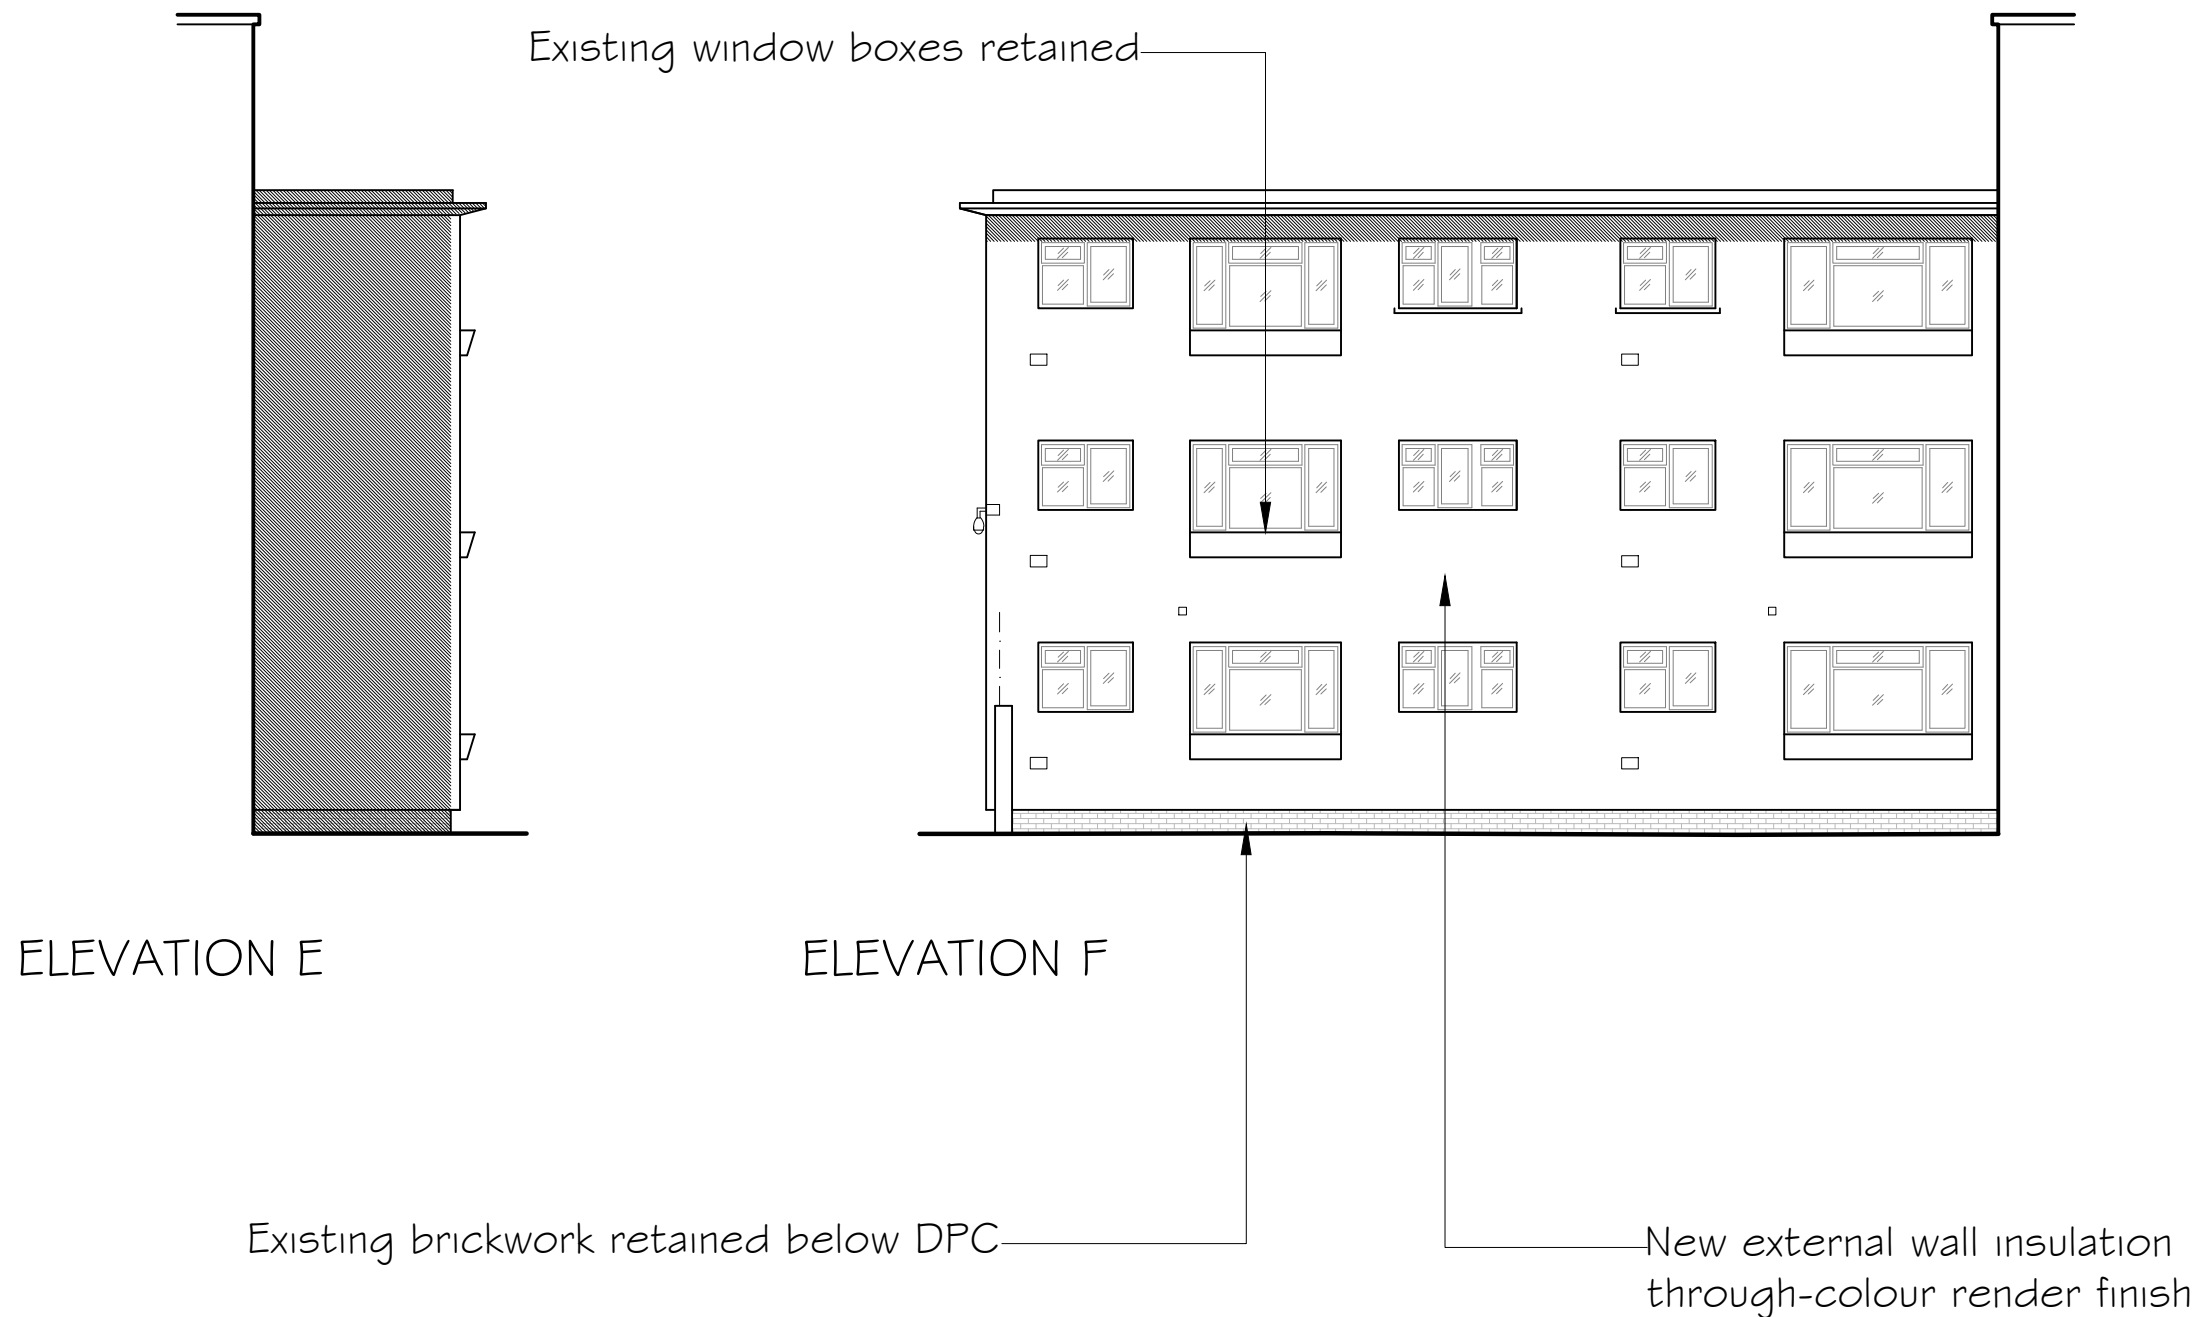 Existing window boxes retained
ELEVATION E
ELEVATION F
Existing brickwork retained below DPC
New external wall insulation
through-colour render finish